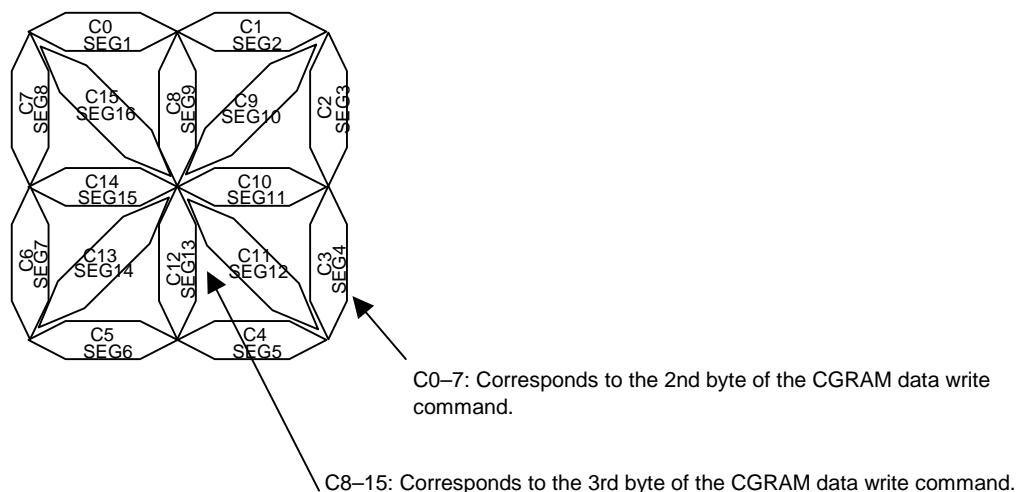 C0
SEG1
C1
SEG2
C7
SEG8
C15
SEG16
C8
SEG9
C9
SEG10
C2
SEG3
C14
SEG15
C10
SEG11
C6
SEG7
C13
SEG14
C12
SEG13
C11
SEG12
C3
SEG4
C5
SEG6
C4
SEG5
C0–7: Corresponds to the 2nd byte of the CGRAM data write
command.
C8–15: Corresponds to the 3rd byte of the CGRAM data write command.